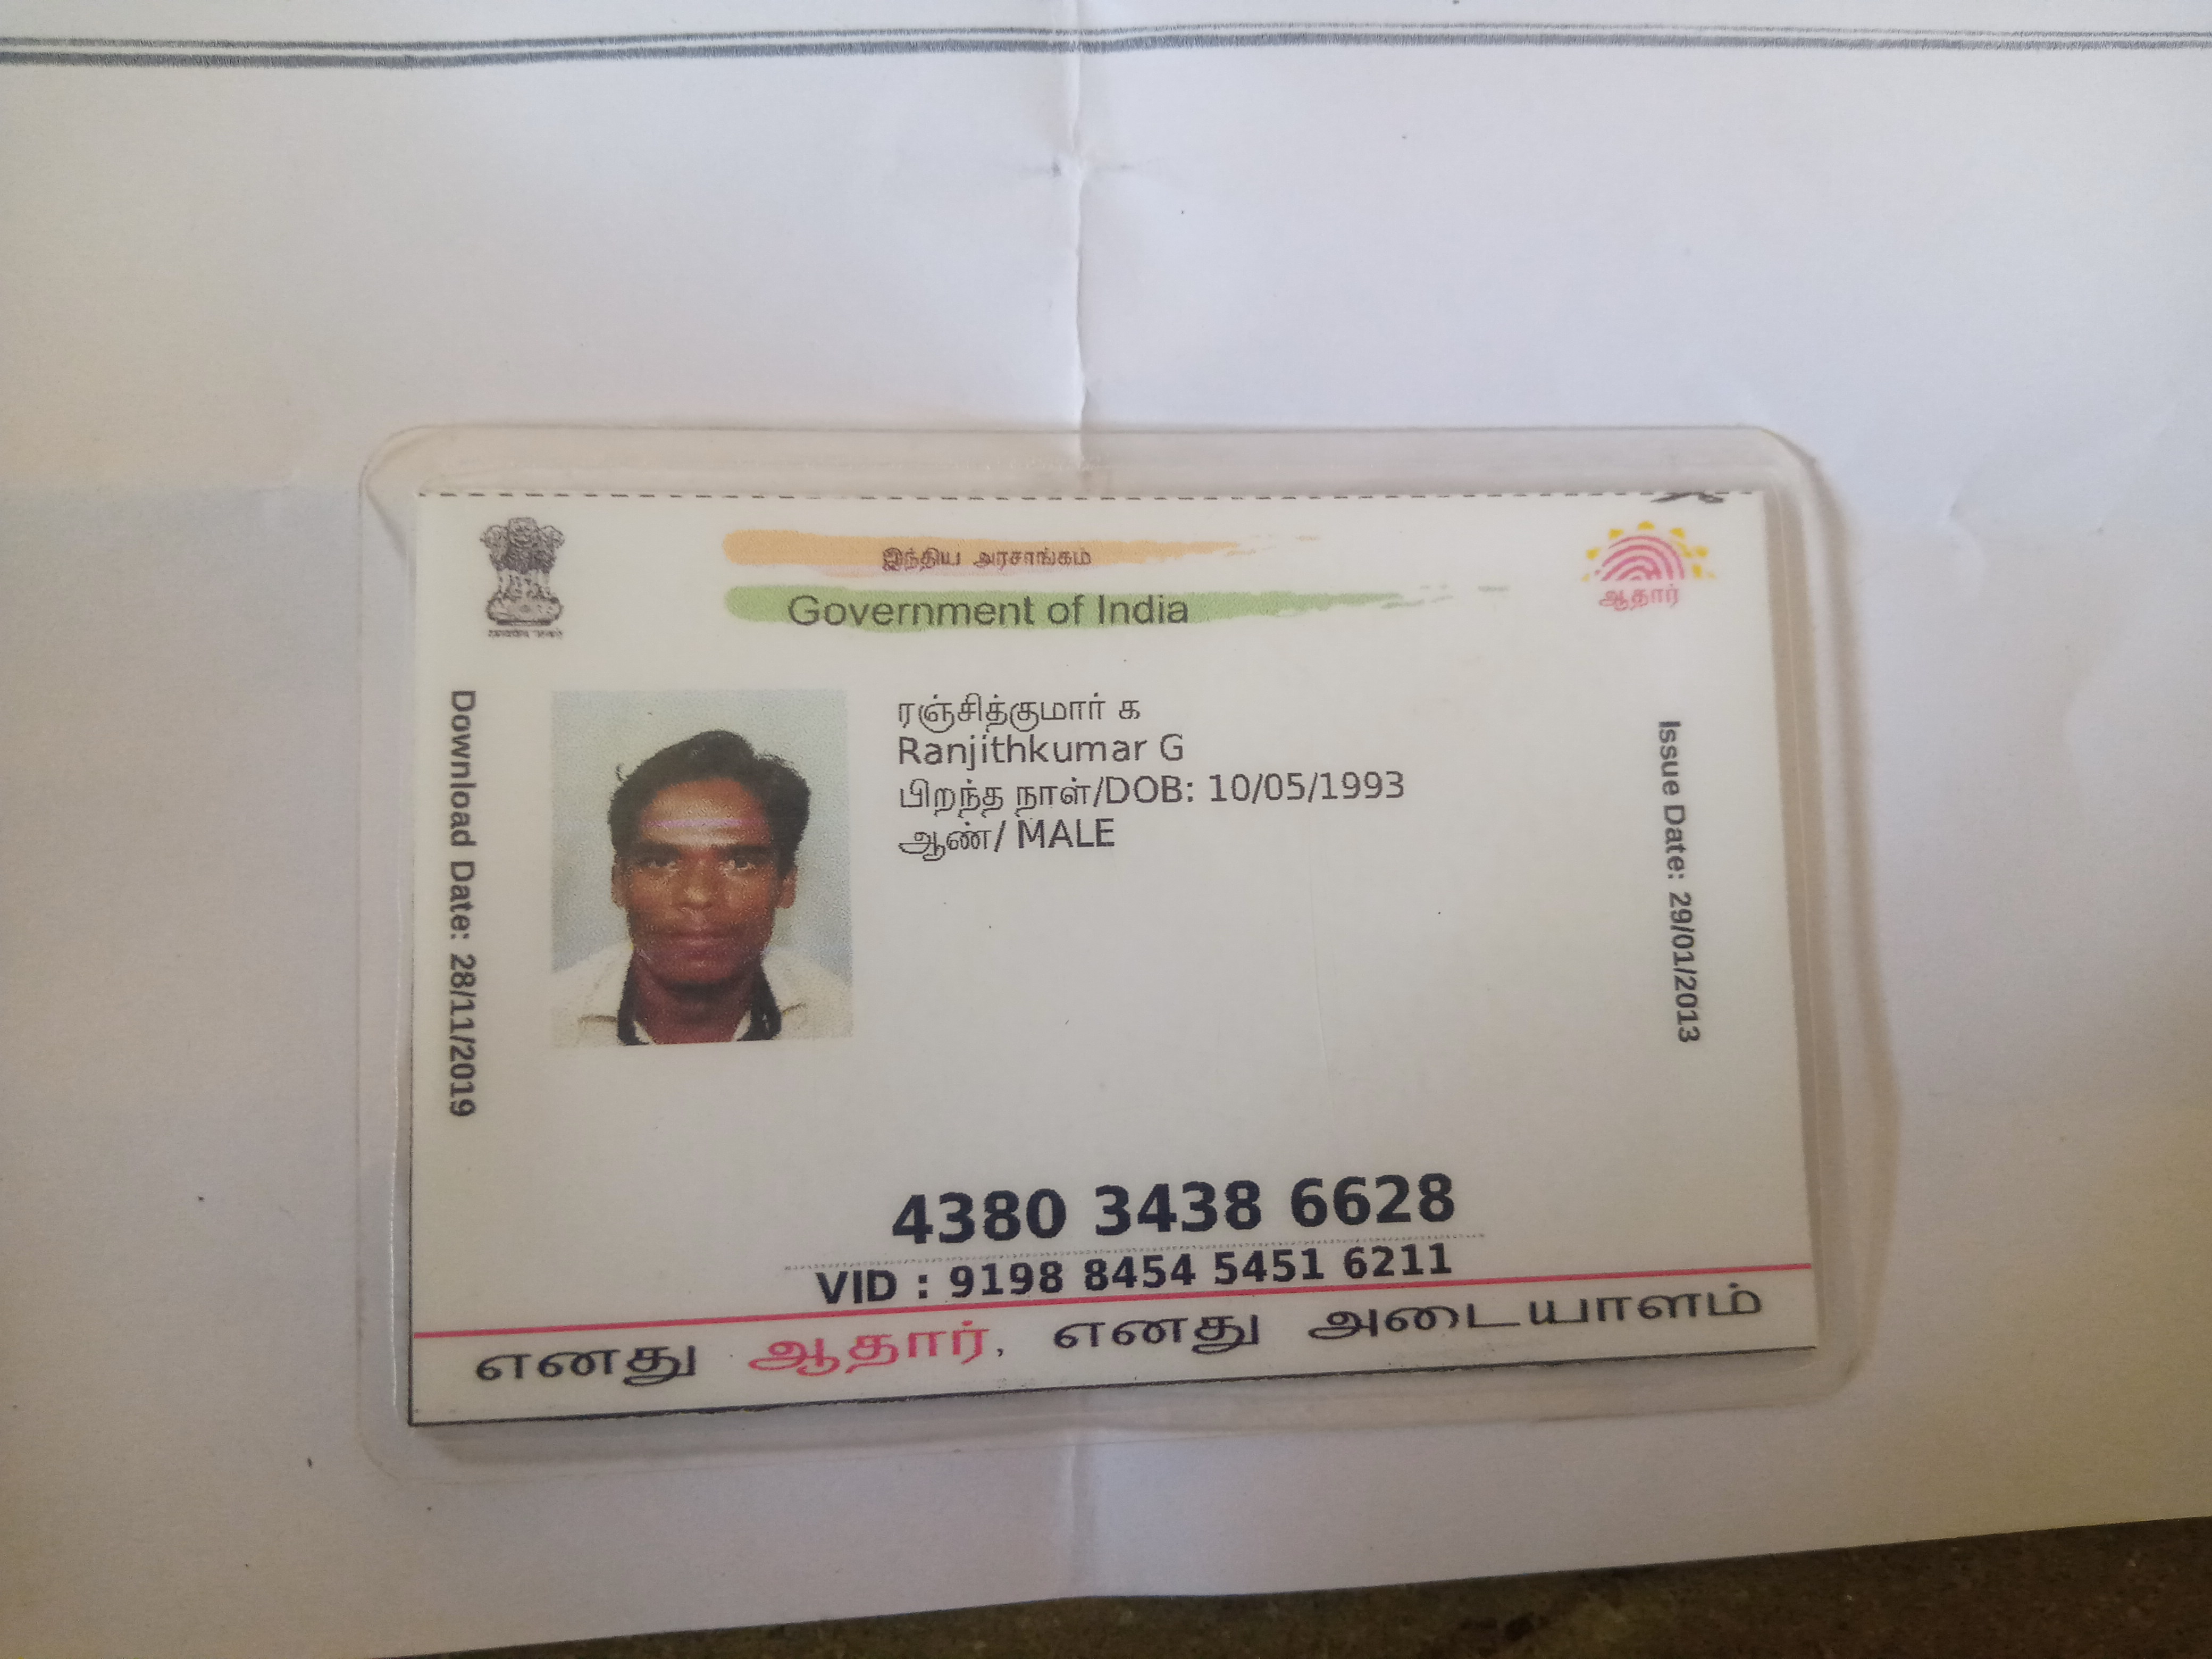 இந்திய அரசாங்கம்
Government of India
ஆதார்
Download Date: 28/11/2019
ரஞ்சித்குமார் க
Ranjithkumar G
பிறந்த நாள்/DOB: 10/05/1993
ஆண்/ MALE
Issue Date: 29/01/2013
4380 3438 6628
VID : 9198 8454 5451 6211
எனது ஆதார், எனது அடையாளம்